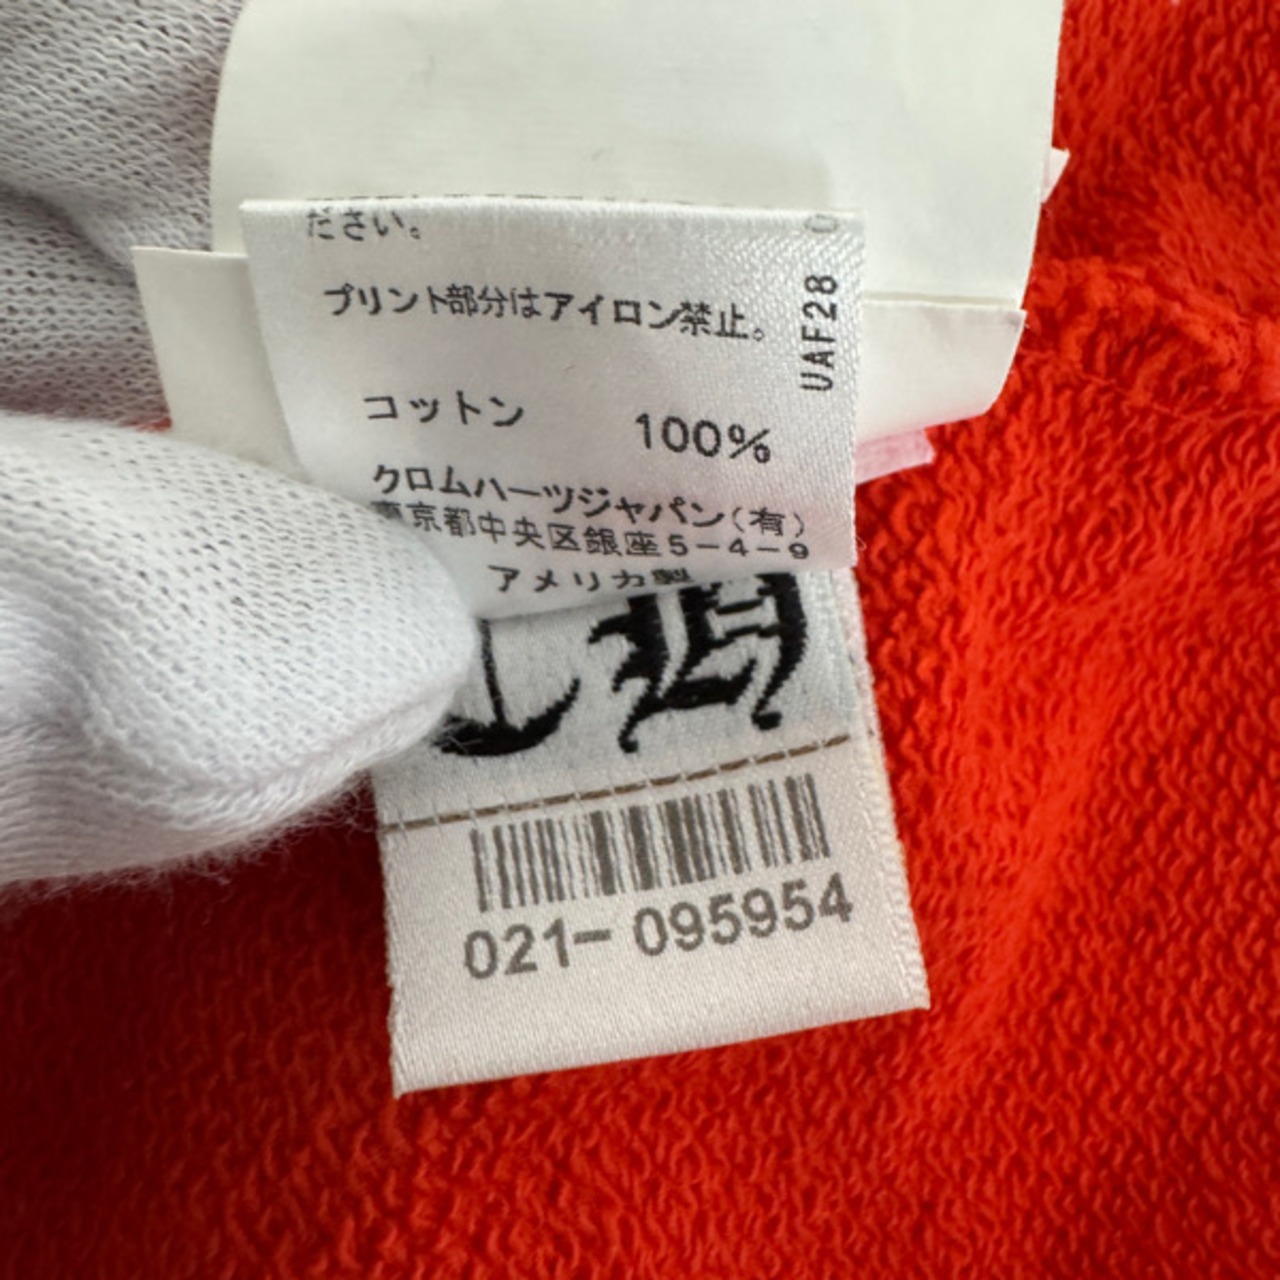 ださい。
プリント部分はアイロン禁止。
UAF28
コットン 100%
クロムハーツジャパン(有)
東京都中央区銀座5-4-9
アメリカ製
CH
021-095954